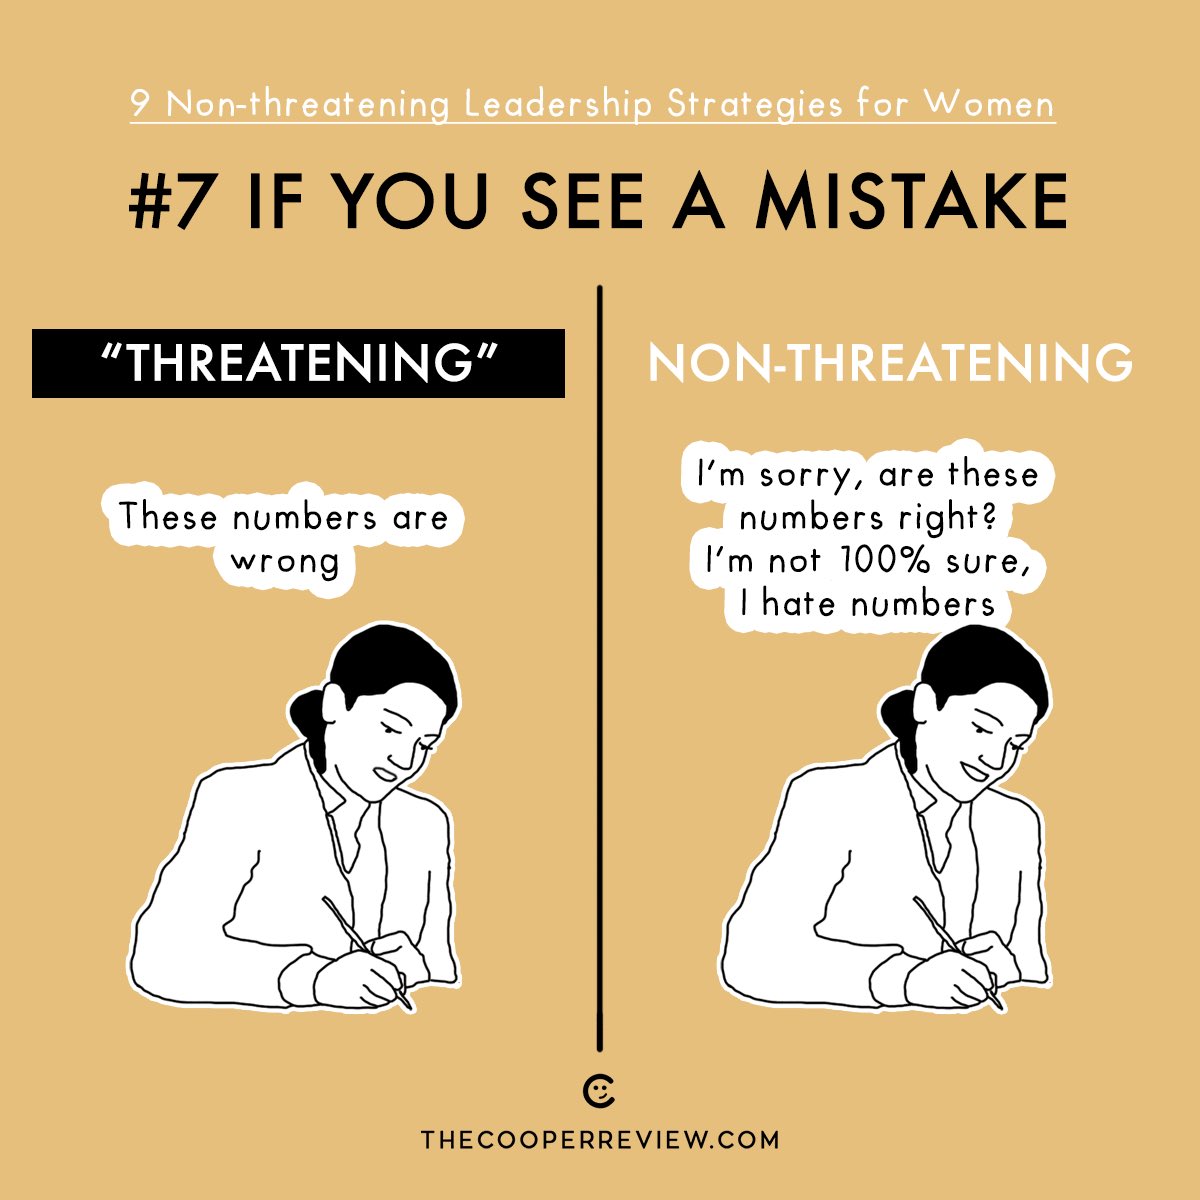 9 Non-threatening Leadership Strategies for Women
#7 IF YOU SEE A MISTAKE
“THREATENING”
These numbers are
wrong
NON-THREATENING
I’m sorry, are these
numbers right?
I’m not 100% sure,
I hate numbers
THECOOPERREVIEW.COM